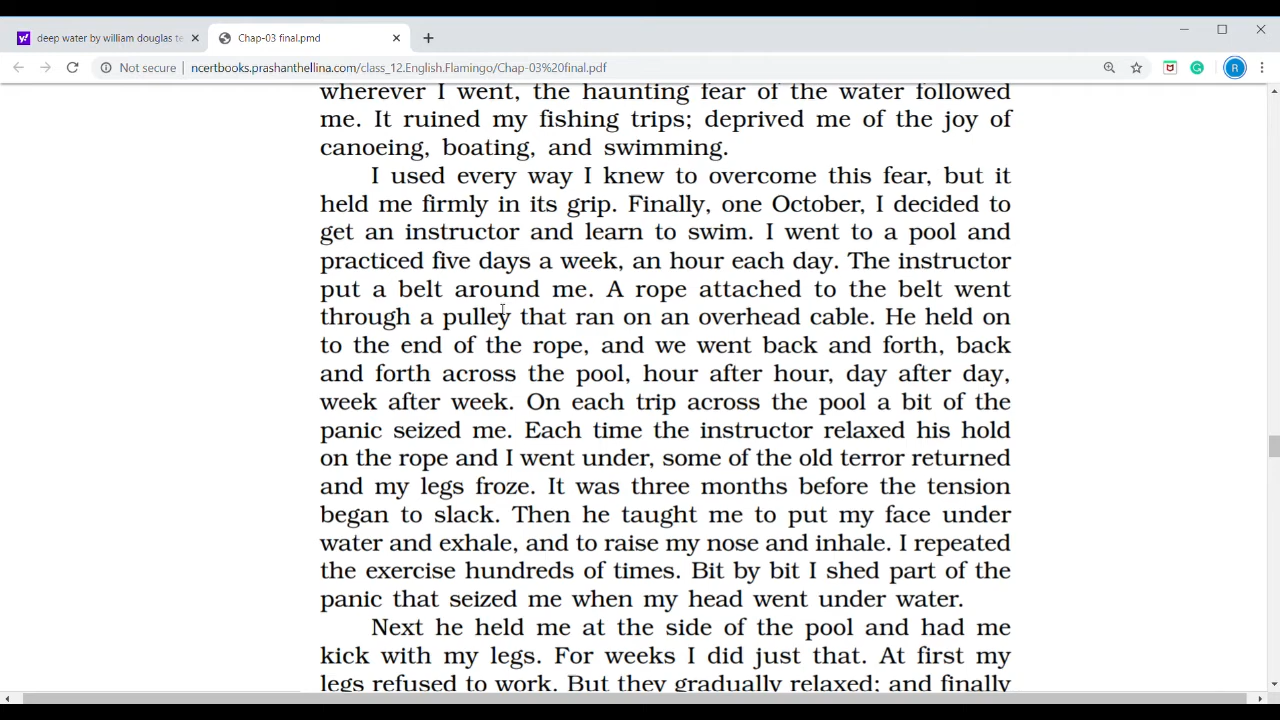 deep water by william douglas te
Chap-03 final.pmd
Not secure
ncertbooks.prashanthellina.com/class_12.English.Flamingo/Chap-03%20final.pdf
R
wherever I went, the haunting fear of the water followed
me. It ruined my fishing trips; deprived me of the joy of
canoeing, boating, and swimming.
I used every way I knew to overcome this fear, but it
held me firmly in its grip. Finally, one October, I decided to
get an instructor and learn to swim. I went to a pool and
practiced five days a week, an hour each day. The instructor
put a belt around me. A rope attached to the belt went
through a pulley that ran on an overhead cable. He held on
to the end of the rope, and we went back and forth, back
and forth across the pool, hour after hour, day after day,
week after week. On each trip across the pool a bit of the
panic seized me. Each time the instructor relaxed his hold
on the rope and I went under, some of the old terror returned
and my legs froze. It was three months before the tension
began to slack. Then he taught me to put my face under
water and exhale, and to raise my nose and inhale. I repeated
the exercise hundreds of times. Bit by bit I shed part of the
panic that seized me when my head went under water.
Next he held me at the side of the pool and had me
kick with my legs. For weeks I did just that. At first my
legs refused to work. But they gradually relaxed; and finally